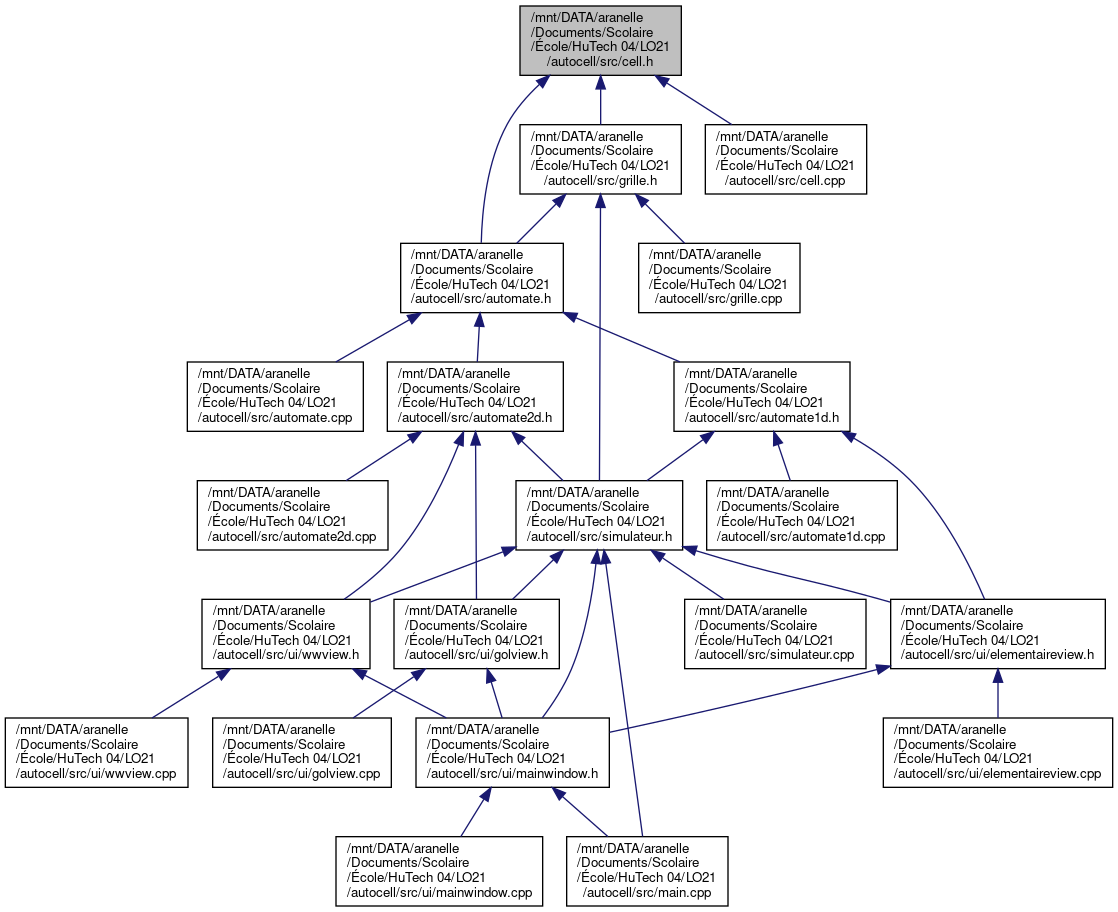 /mnt/DATA/aranelle
/Documents/Scolaire
/École/HuTech 04/LO21
/autocell/src/cell.h
/mnt/DATA/aranelle
/Documents/Scolaire
/École/HuTech 04/LO21
/autocell/src/grille.h
/mnt/DATA/aranelle
/Documents/Scolaire
/École/HuTech 04/LO21
/autocell/src/cell.cpp
/mnt/DATA/aranelle
/Documents/Scolaire
/École/HuTech 04/LO21
/autocell/src/automate.h
/mnt/DATA/aranelle
/Documents/Scolaire
/École/HuTech 04/LO21
/autocell/src/grille.cpp
/mnt/DATA/aranelle
/Documents/Scolaire
/École/HuTech 04/LO21
/autocell/src/automate.cpp
/mnt/DATA/aranelle
/Documents/Scolaire
/École/HuTech 04/LO21
/autocell/src/automate2d.h
/mnt/DATA/aranelle
/Documents/Scolaire
/École/HuTech 04/LO21
/autocell/src/automate1d.h
/mnt/DATA/aranelle
/Documents/Scolaire
/École/HuTech 04/LO21
/autocell/src/automate2d.cpp
/mnt/DATA/aranelle
/Documents/Scolaire
/École/HuTech 04/LO21
/autocell/src/simulateur.h
/mnt/DATA/aranelle
/Documents/Scolaire
/École/HuTech 04/LO21
/autocell/src/automate1d.cpp
/mnt/DATA/aranelle
/Documents/Scolaire
/École/HuTech 04/LO21
/autocell/src/ui/wwview.h
/mnt/DATA/aranelle
/Documents/Scolaire
/École/HuTech 04/LO21
/autocell/src/ui/golview.h
/mnt/DATA/aranelle
/Documents/Scolaire
/École/HuTech 04/LO21
/autocell/src/simulateur.cpp
/mnt/DATA/aranelle
/Documents/Scolaire
/École/HuTech 04/LO21
/autocell/src/ui/elementaireview.h
/mnt/DATA/aranelle
/Documents/Scolaire
/École/HuTech 04/LO21
/autocell/src/ui/wwview.cpp
/mnt/DATA/aranelle
/Documents/Scolaire
/École/HuTech 04/LO21
/autocell/src/ui/golview.cpp
/mnt/DATA/aranelle
/Documents/Scolaire
/École/HuTech 04/LO21
/autocell/src/ui/mainwindow.h
/mnt/DATA/aranelle
/Documents/Scolaire
/École/HuTech 04/LO21
/autocell/src/ui/elementaireview.cpp
/mnt/DATA/aranelle
/Documents/Scolaire
/École/HuTech 04/LO21
/autocell/src/ui/mainwindow.cpp
/mnt/DATA/aranelle
/Documents/Scolaire
/École/HuTech 04/LO21
/autocell/src/main.cpp